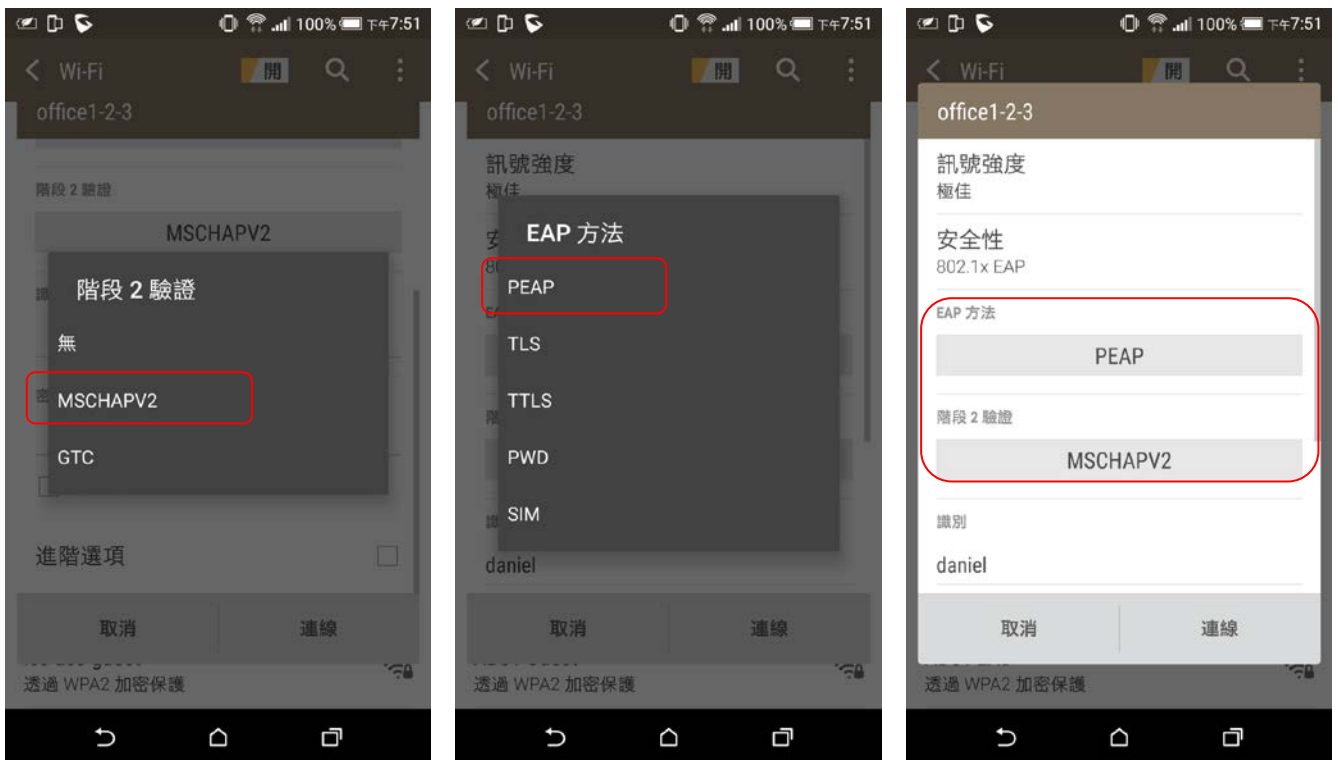 100% 下午7:51
Wi-Fi
開
office1-2-3
階段 2 驗證
MSCHAPV2
階段 2 驗證
無
MSCHAPV2
GTC
進階選項
取消
連線
透過 WPA2 加密保護
100% 下午7:51
Wi-Fi
開
office1-2-3
訊號強度
極佳
EAP 方法
PEAP
TLS
TTLS
PWD
SIM
daniel
取消
連線
透過 WPA2 加密保護
100% 下午7:51
Wi-Fi
開
office1-2-3
訊號強度
極佳
安全性
802.1x EAP
EAP 方法
PEAP
階段 2 驗證
MSCHAPV2
識別
daniel
取消
連線
透過 WPA2 加密保護